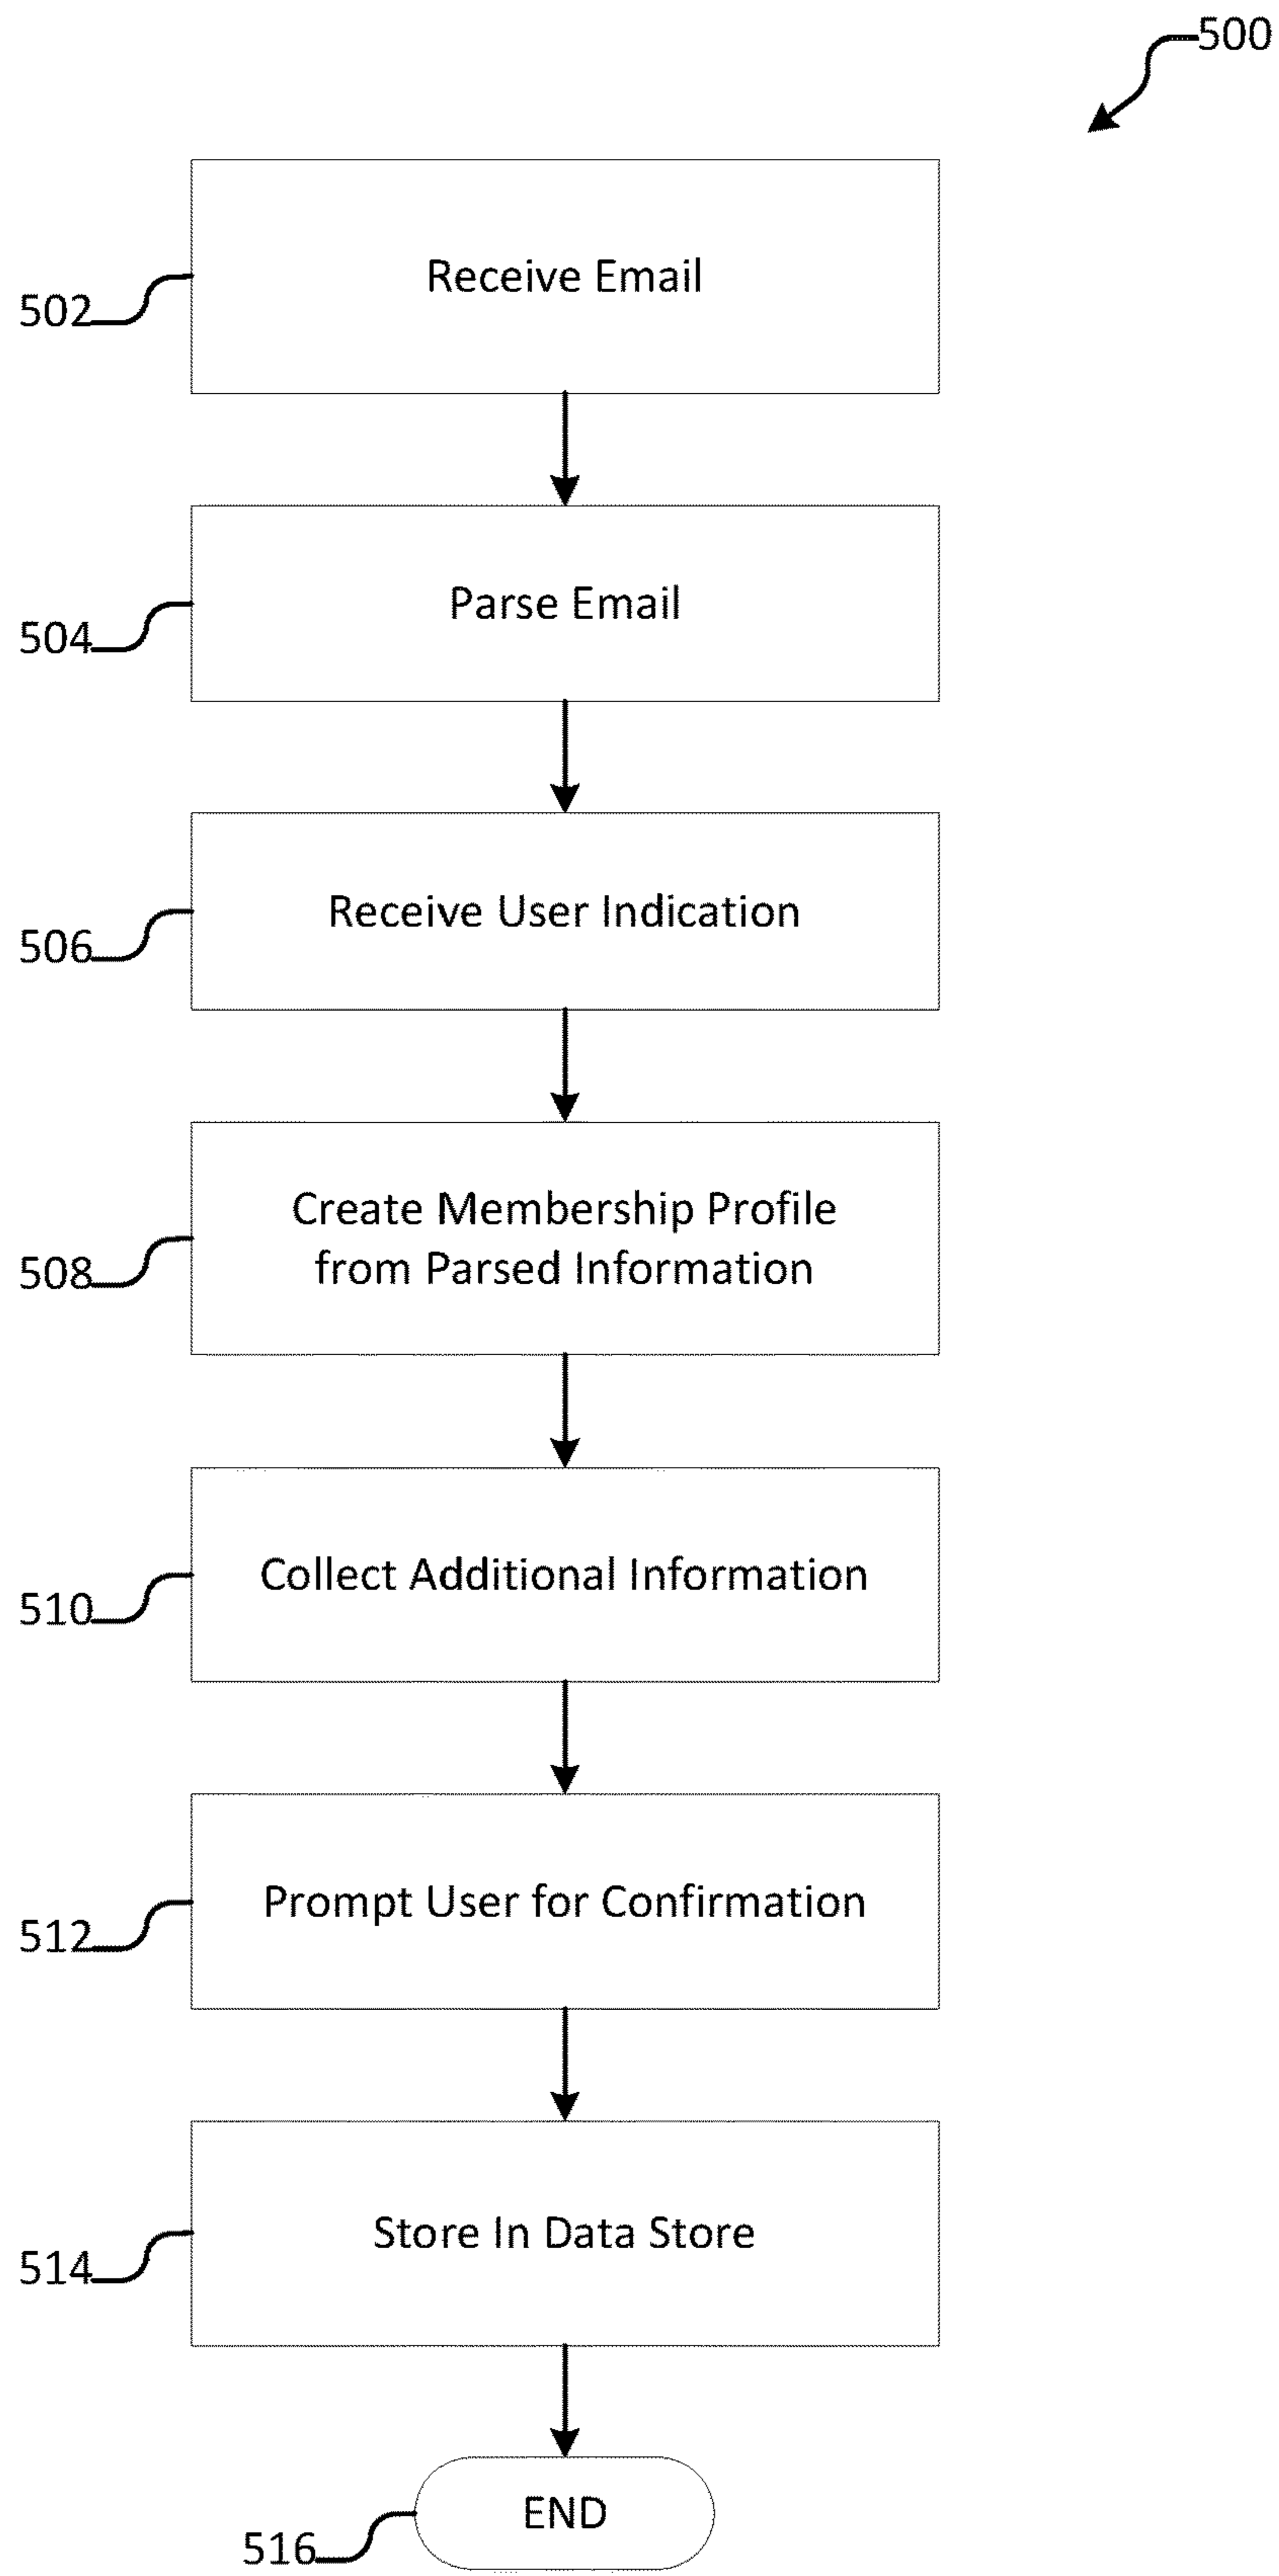 500
Receive Email
502
Parse Email
504
Receive User Indication
506
Create Membership Profile
from Parsed Information
508
Collect Additional Information
510
Prompt User for Confirmation
512
Store In Data Store
514
END
516